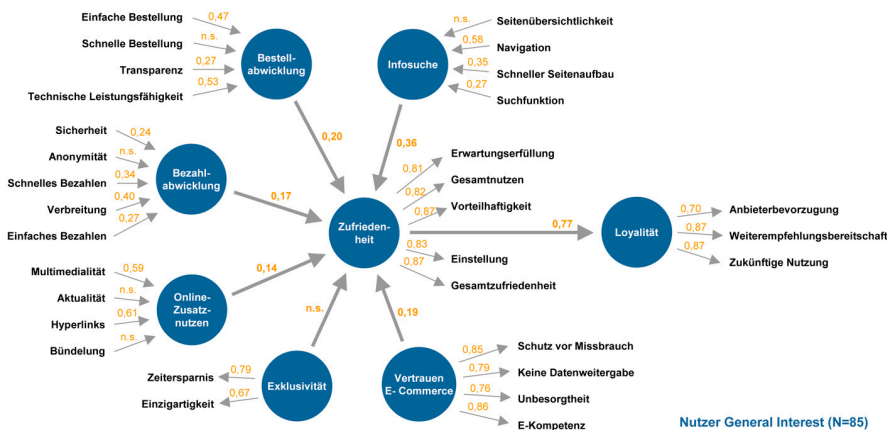 Einfache Bestellung
0,47
Schnelle Bestellung
n.s.
Transparenz
0,27
Technische Leistungsfähigkeit
0,53
Bestell-
abwicklung
0,20
Infosuche
n.s.
Seitenübersichtlichkeit
0,58
Navigation
0,35
Schneller Seitenaufbau
0,27
Suchfunktion
0,36
Sicherheit
0,24
Anonymität
n.s.
Schnelles Bezahlen
0,34
Verbreitung
0,40
Einfaches Bezahlen
0,27
Bezahl-
abwicklung
0,17
Zufrieden-
heit
0,81
Erwartungserfüllung
0,82
Gesamtnutzen
0,87
Vorteilhaftigkeit
0,77
0,83
Einstellung
0,87
Gesamtzufriedenheit
Loyalität
0,70
Anbieterbevorzugung
0,87
Weiterempfehlungsbereitschaft
0,87
Zukünftige Nutzung
Multimedialität
0,59
Aktualität
n.s.
Hyperlinks
0,61
Bündelung
n.s.
Online-
Zusatz-
nutzen
0,14
n.s.
0,19
Zeitersparnis
0,79
Einzigartigkeit
0,67
Exklusivität
Vertrauen
E- Commerce
0,85
Schutz vor Missbrauch
0,79
Keine Datenweitergabe
0,76
Unbesorgtheit
0,86
E-Kompetenz
Nutzer General Interest (N=85)